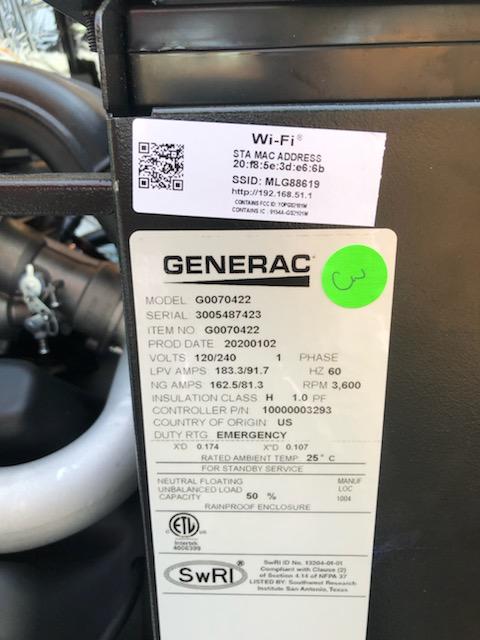 Wi-Fi®
STA MAC ADDRESS
20:f8:5e:3d:e6:6b
SSID: MLG88619
http://192.168.51.1
CONTAINS FCC ID: TOPGS2101M
CONTAINS IC : 9154A-GS2101M
GENERAC
CW
MODEL G0070422
SERIAL 3005487423
ITEM NO G0070422
PROD DATE 20200102
VOLTS 120/240 1 PHASE
LPV AMPS 183.3/91.7 HZ 60
NG AMPS 162.5/81.3 RPM 3,600
INSULATION CLASS H 1.0 PF
CONTROLLER P/N 10000003293
COUNTRY OF ORIGIN US
DUTY RTG EMERGENCY
X'D 0.174 X"D 0.107
RATED AMBIENT TEMP 25° C
FOR STANDBY SERVICE
NEUTRAL FLOATING MANUF
UNBALANCED LOAD LOC
CAPACITY 50 % 1004
RAINPROOF ENCLOSURE
ETL
Intertek
4006399
SwRI®
SwRI ID No. 13204-01-01
Compliant with Clause (2)
of Section 4.14 of NFPA 37
LISTED BY: Southwest Research
Institute San Antonio, Texas